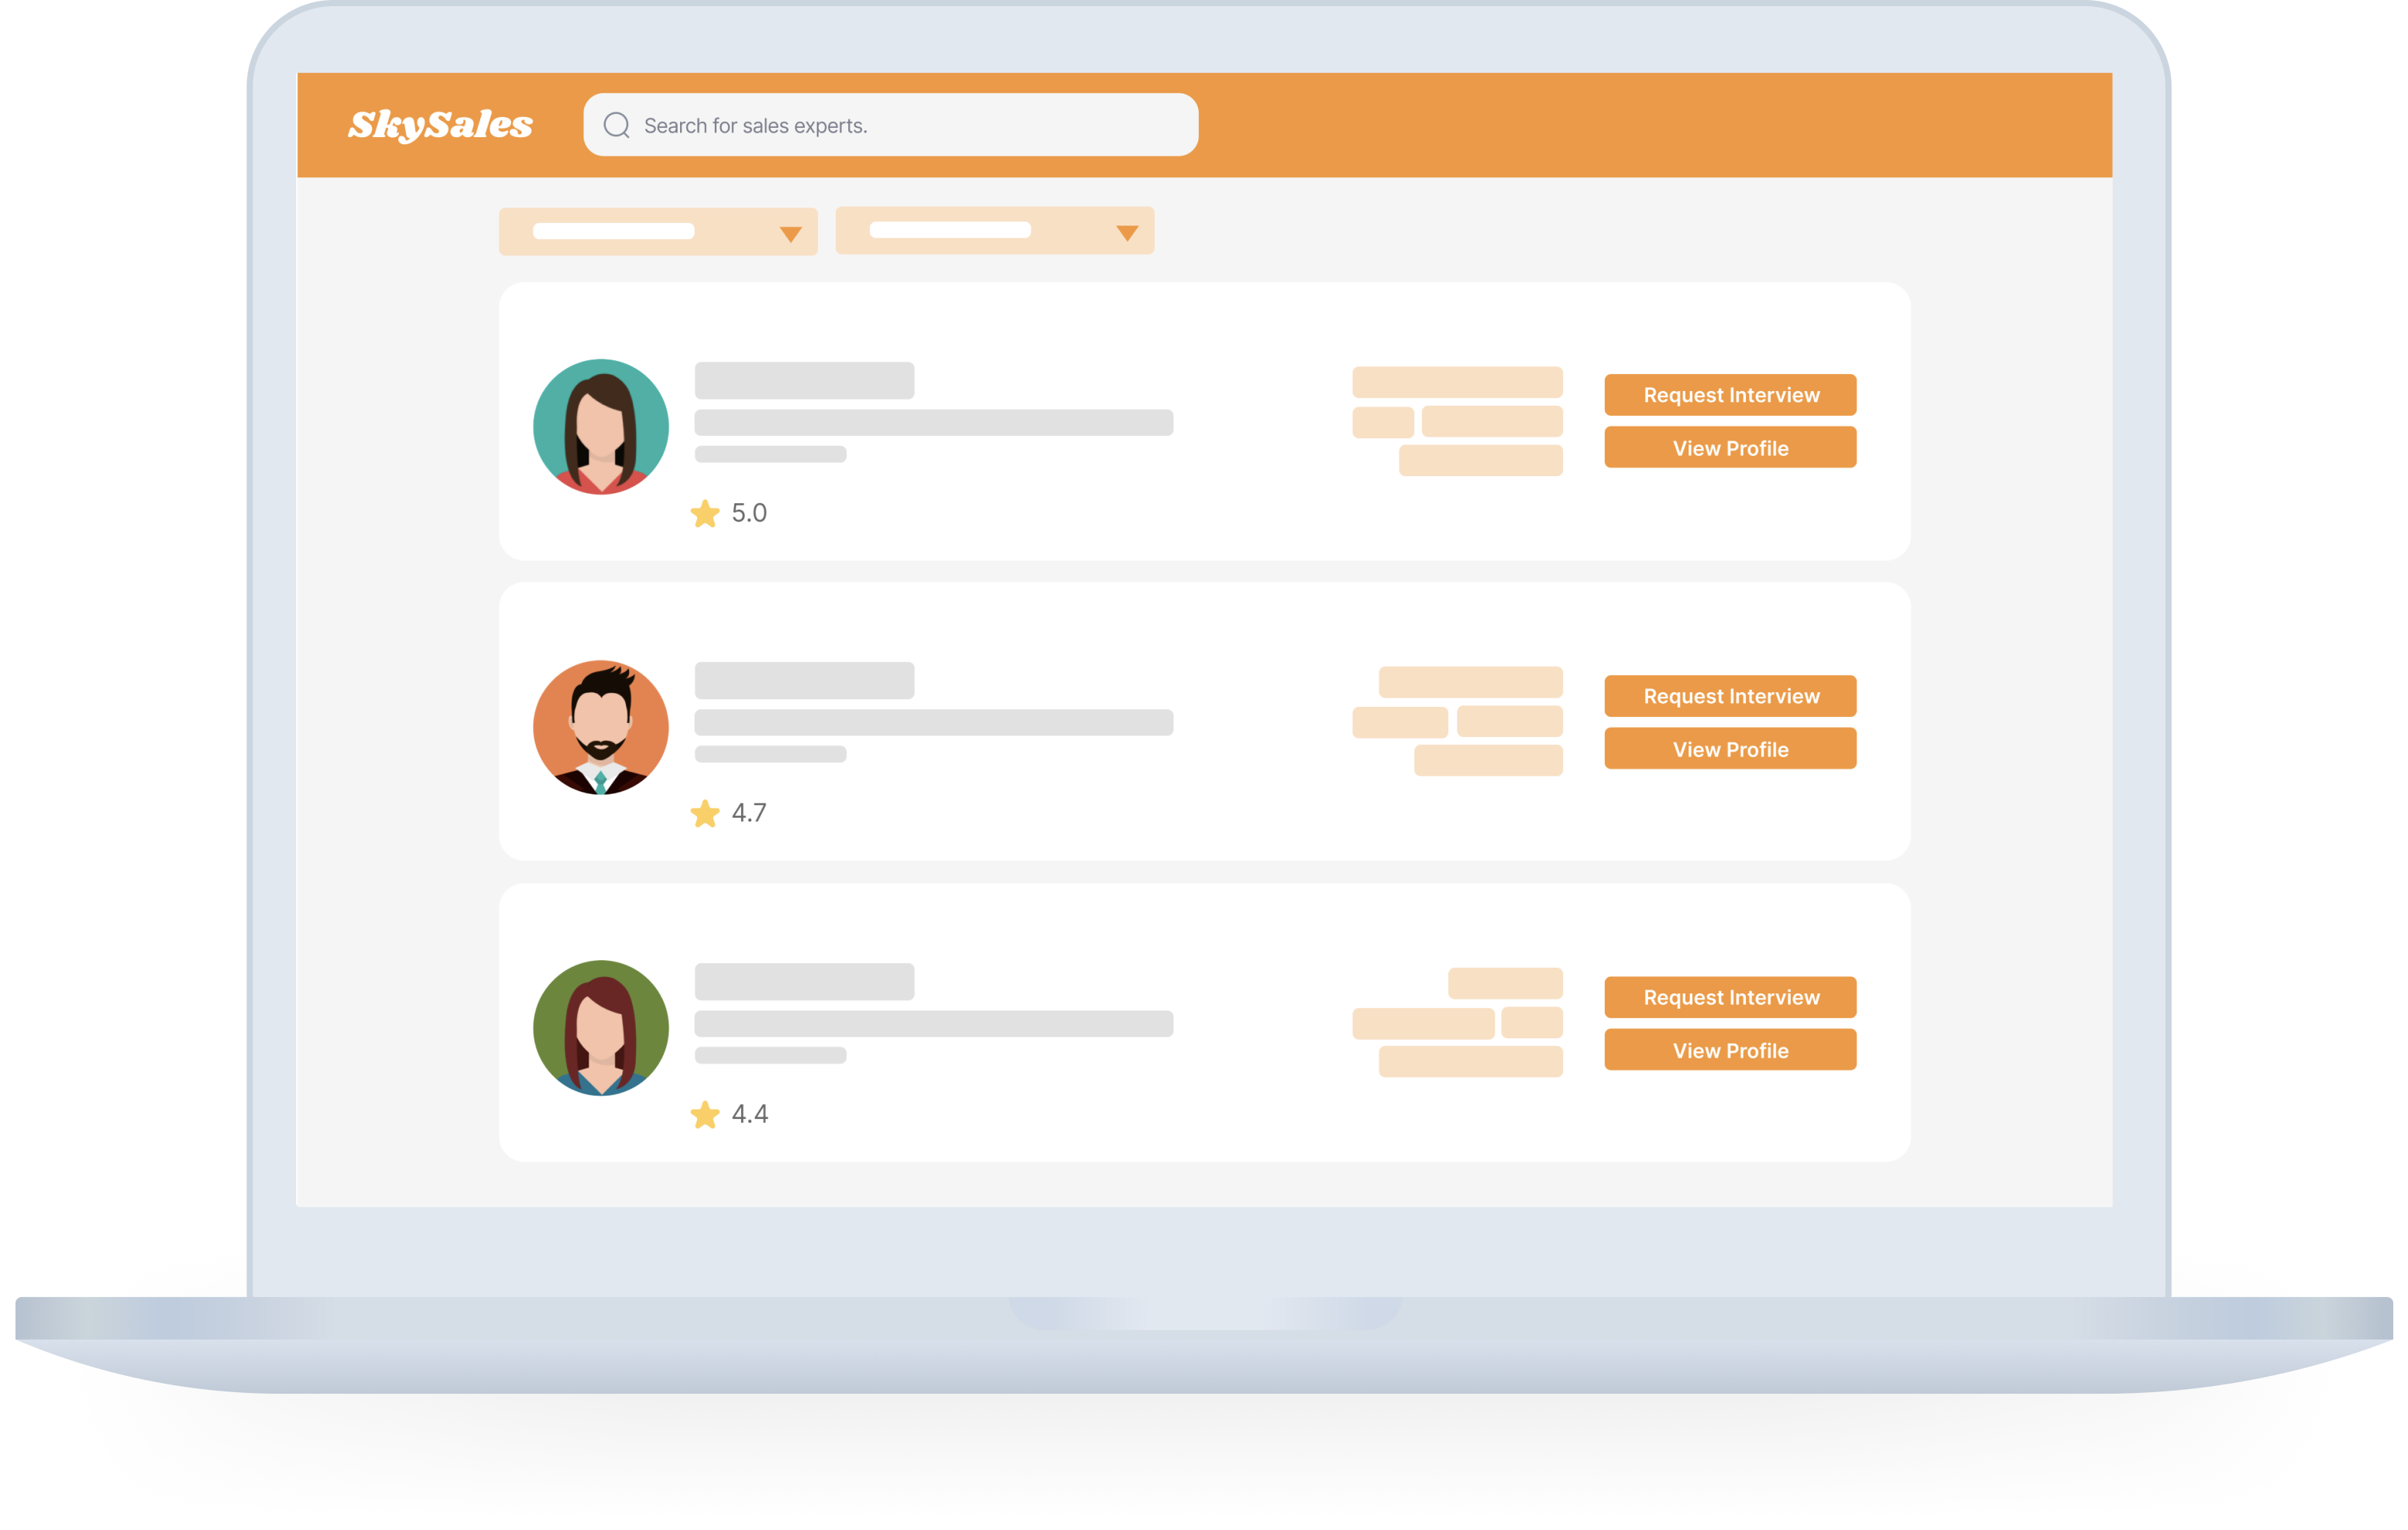 SkySales
Search for sales experts.
Request Interview
View Profile
5.0
Request Interview
View Profile
4.7
Request Interview
View Profile
4.4